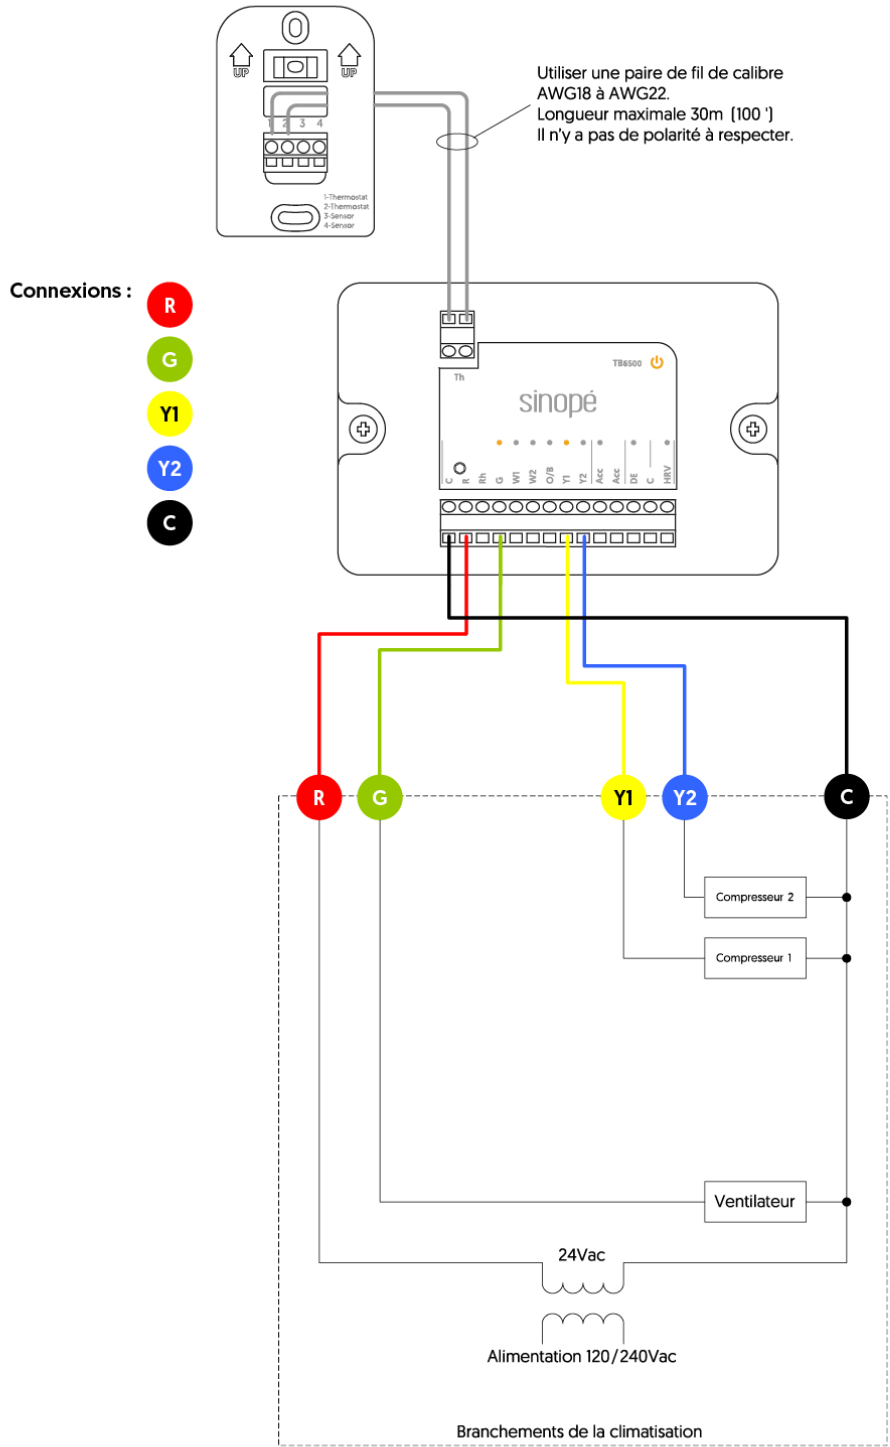 UP
UP
Utiliser une paire de fil de calibre
AWG18 à AWG22.
Longueur maximale 30m (100 ')
Il n'y a pas de polarité à respecter.
1 2 3 4
1-Thermostat
2-Thermostat
3-Sensor
4-Sensor
Connexions :
R
G
Y1
Y2
C
Th
TB6500
sinopé
C
R
Rh
G
W1
W2
O/B
Y1
Y2
Acc
Acc
DE
C
HRV
R
G
Y1
Y2
C
Compresseur 2
Compresseur 1
Ventilateur
24Vac
Alimentation 120/240Vac
Branchements de la climatisation